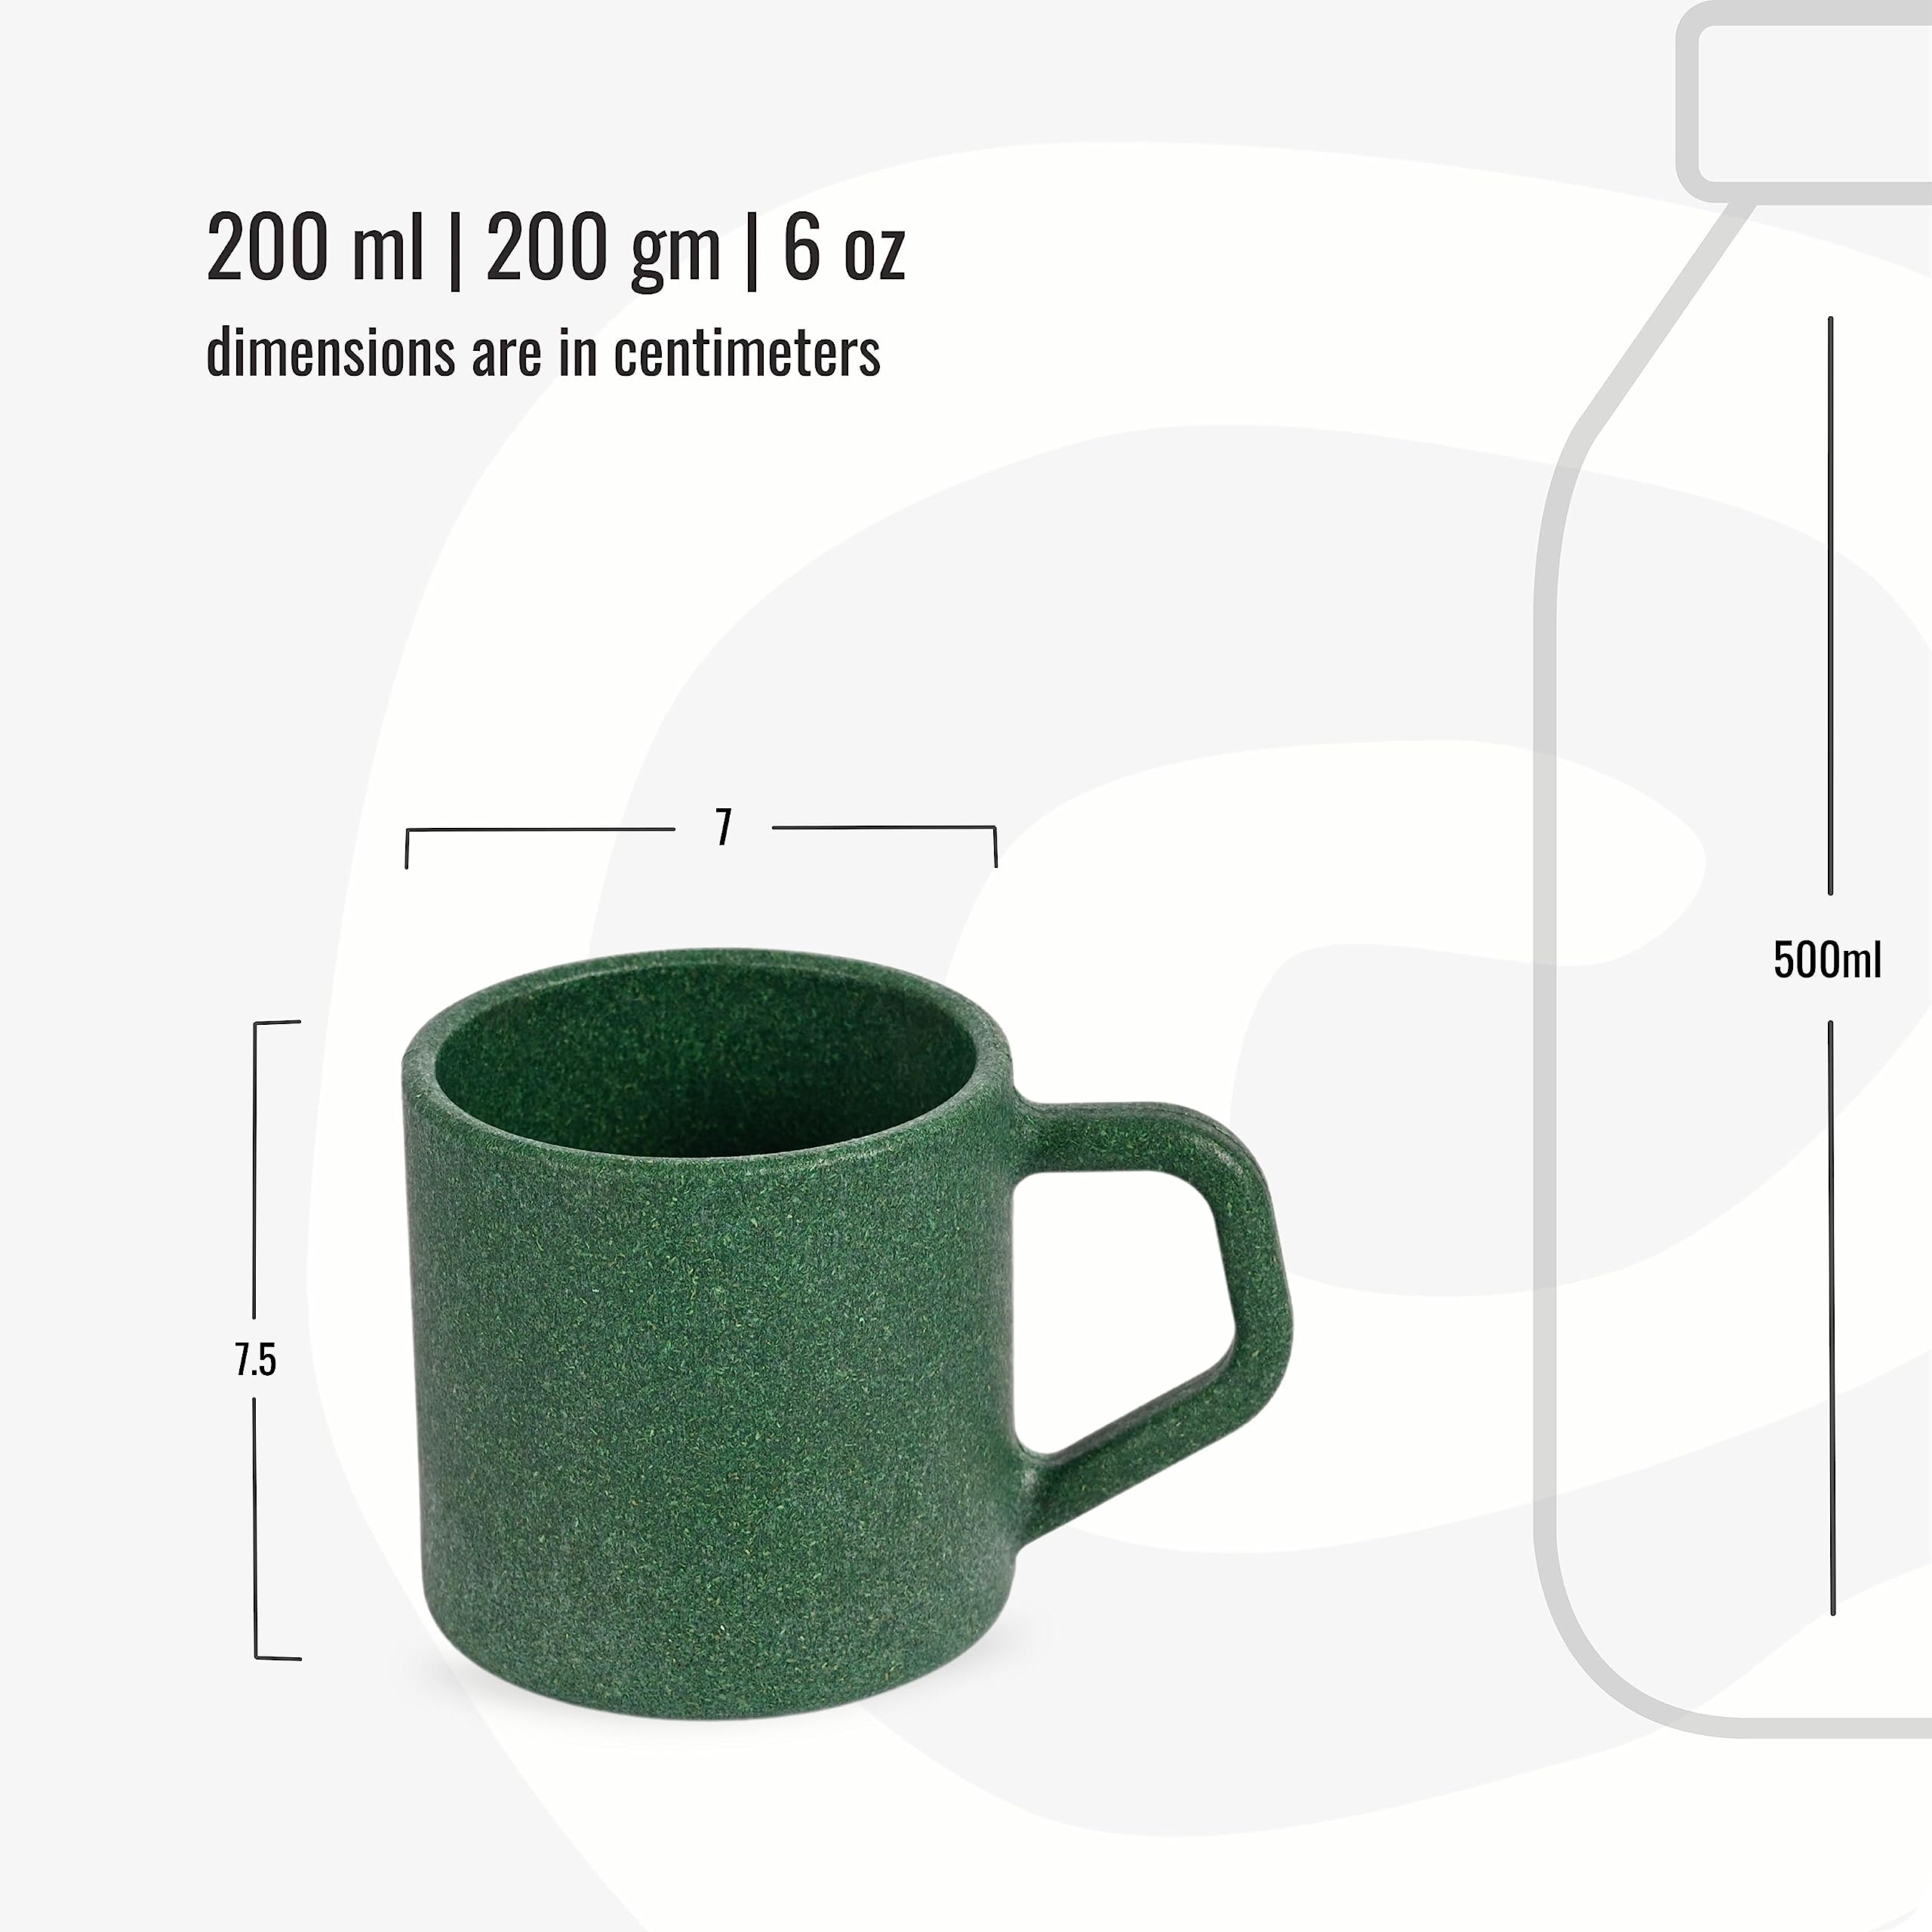 200 ml | 200 gm | 6 oz
dimensions are in centimeters
7
7.5
500ml